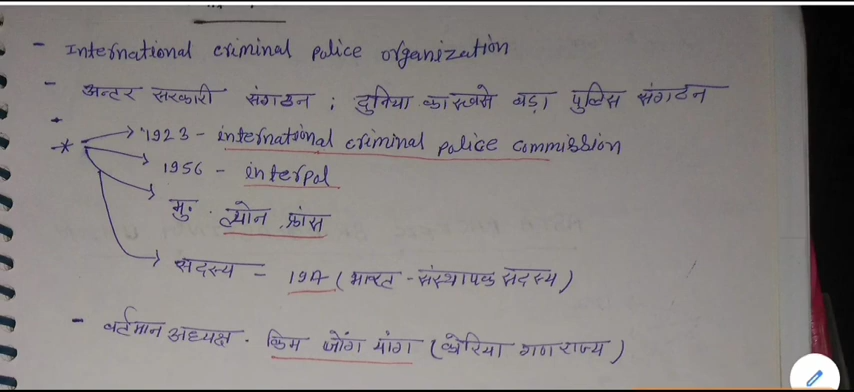 - International criminal police organization
- अन्तर सरकारी संगठन ; दुनिया का सबसे बड़ा पुलिस संगठन
* → 1923 - international criminal police commission
→ 1956 - interpol
→ मु. ल्योन फ्रांस
→ सदस्य - 194 (भारत - संस्थापक सदस्य)
- वर्तमान अध्यक्ष . किम जोंग यांग (कोरिया गणराज्य)